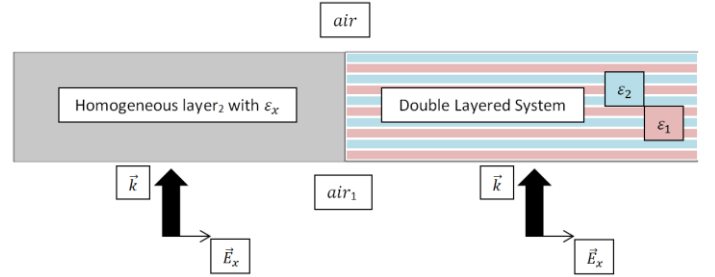 air
Homogeneous layer₂ with εₓ
Double Layered System
ε₂
ε₁
k⃗
air₁
k⃗
E⃗ₓ
E⃗ₓ